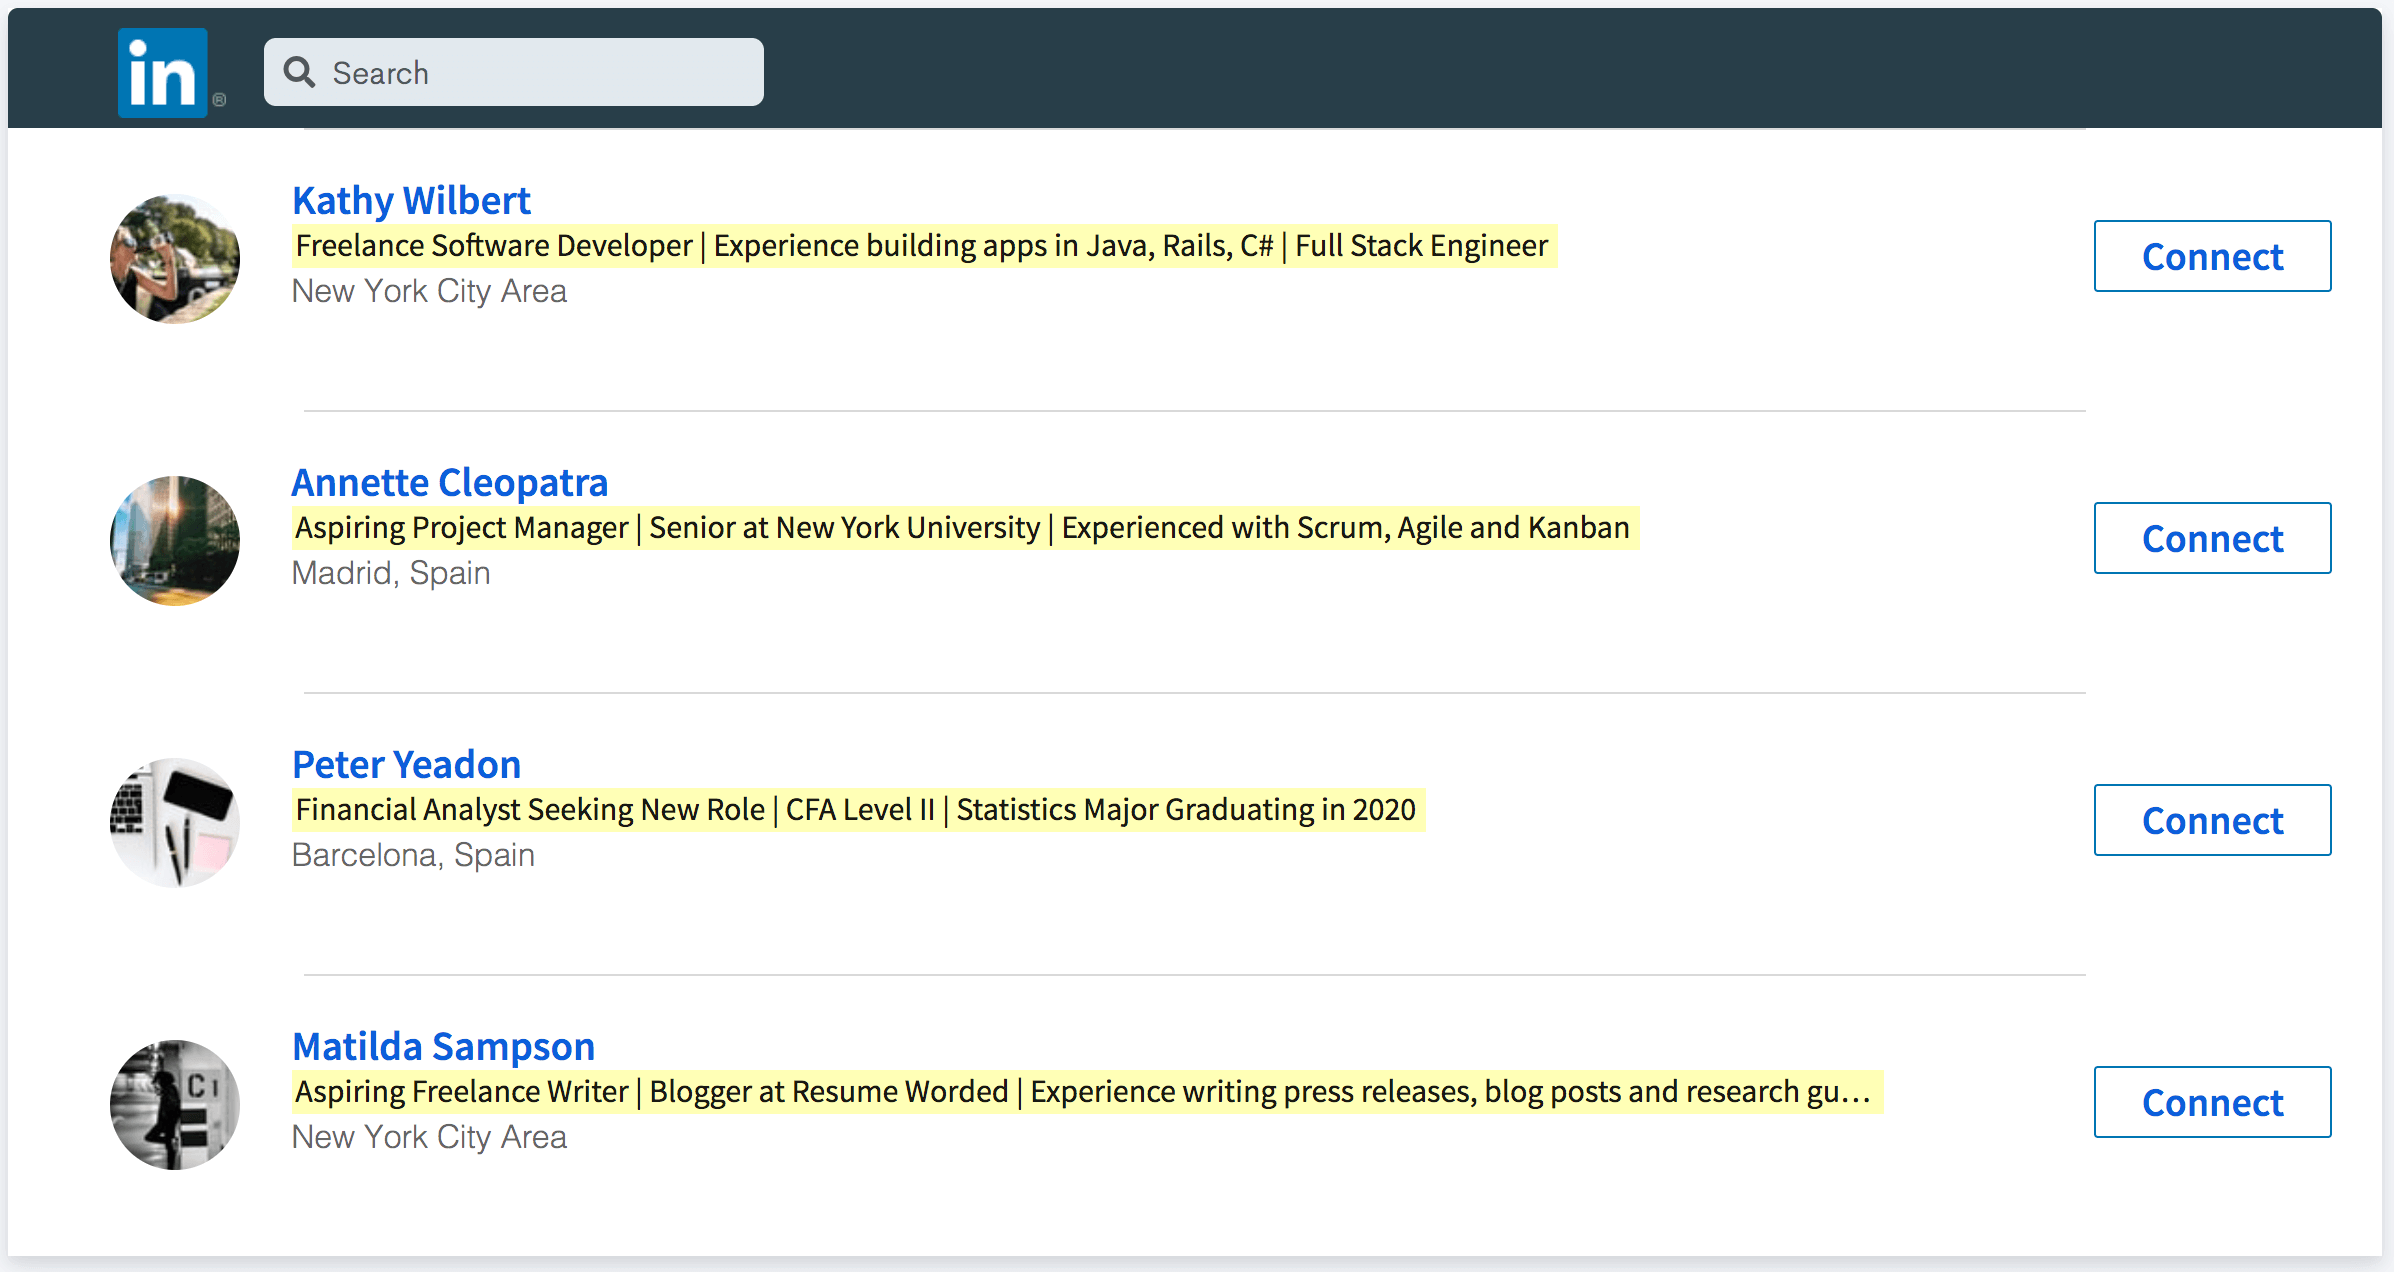 in ®
Search
Kathy Wilbert
Freelance Software Developer | Experience building apps in Java, Rails, C# | Full Stack Engineer
New York City Area
Connect
Annette Cleopatra
Aspiring Project Manager | Senior at New York University | Experienced with Scrum, Agile and Kanban
Madrid, Spain
Connect
Peter Yeadon
Financial Analyst Seeking New Role | CFA Level II | Statistics Major Graduating in 2020
Barcelona, Spain
Connect
C1
Matilda Sampson
Aspiring Freelance Writer | Blogger at Resume Worded | Experience writing press releases, blog posts and research gu...
New York City Area
Connect